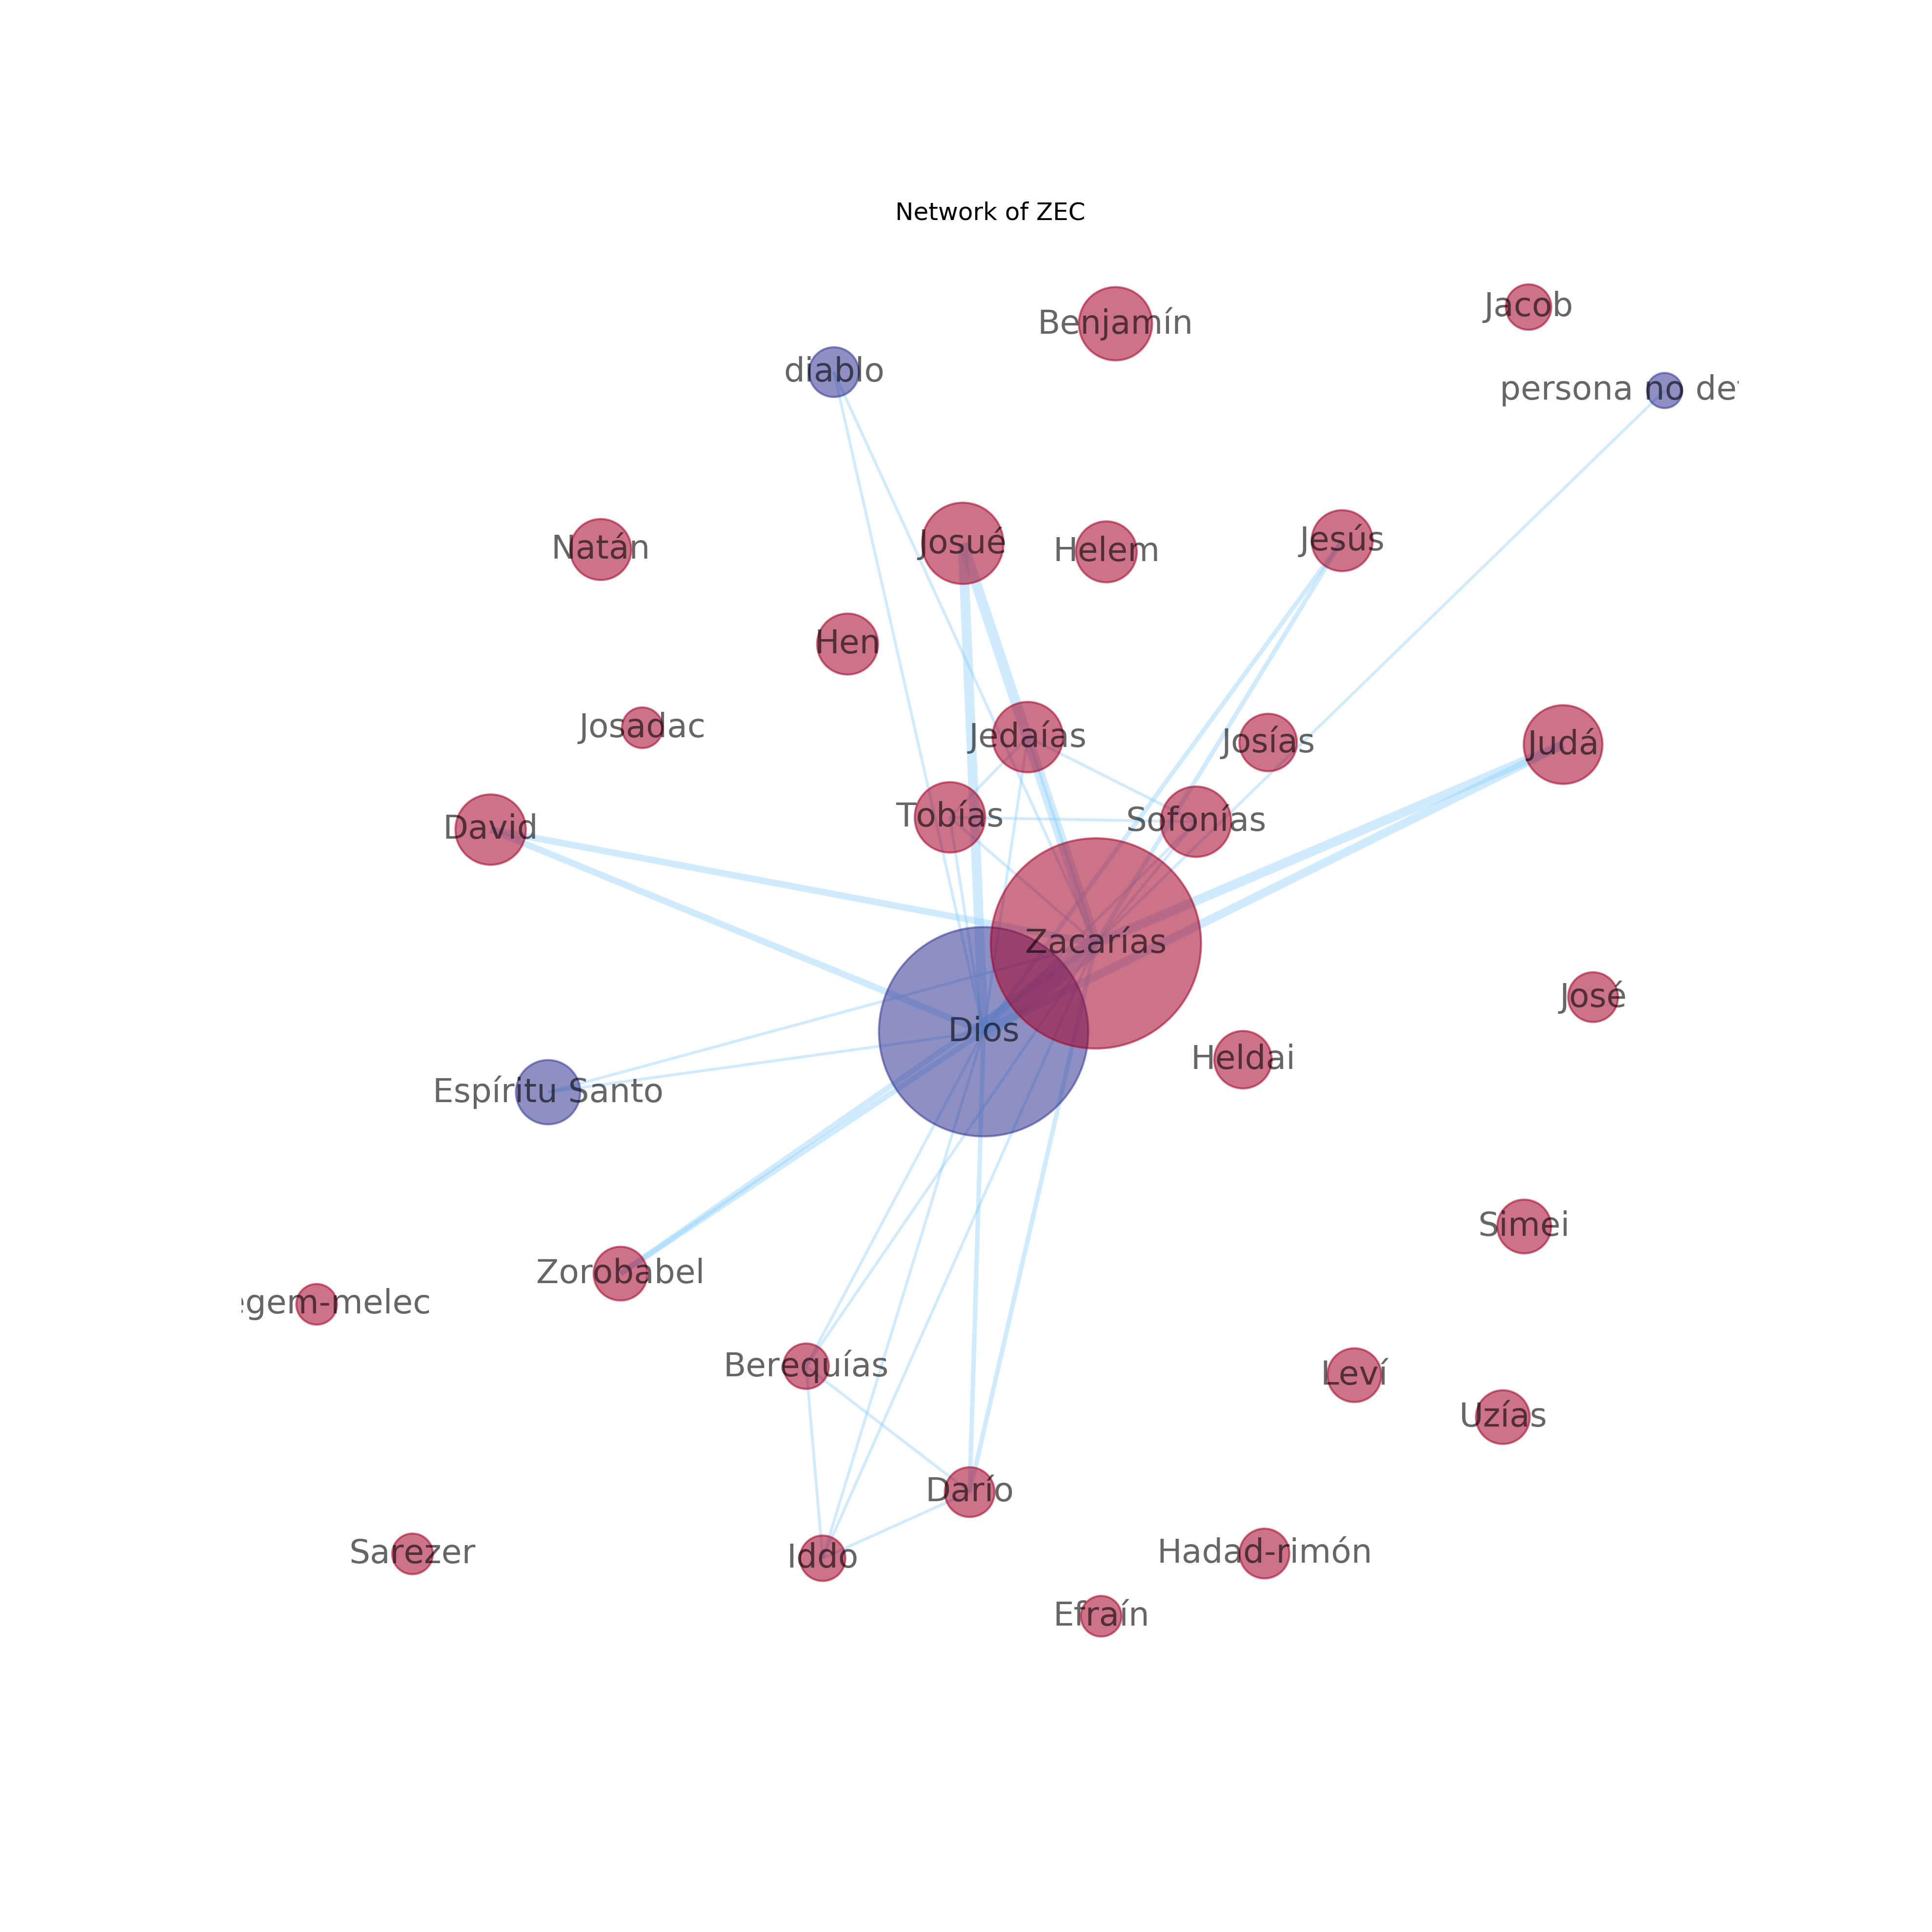 Network of ZEC
Benjamín
Jacob
diablo
persona no de
Natán
Josué
Helem
Jesús
Hen
Josadac
Jedaías
Josías
Judá
David
Tobías
Sofonías
Zacarías
José
Dios
Heldai
Espíritu Santo
Simei
Zorobabel
egem-melec
Berequías
Leví
Uzías
Darío
Sarezer
Iddo
Hadad-rimón
Efraín